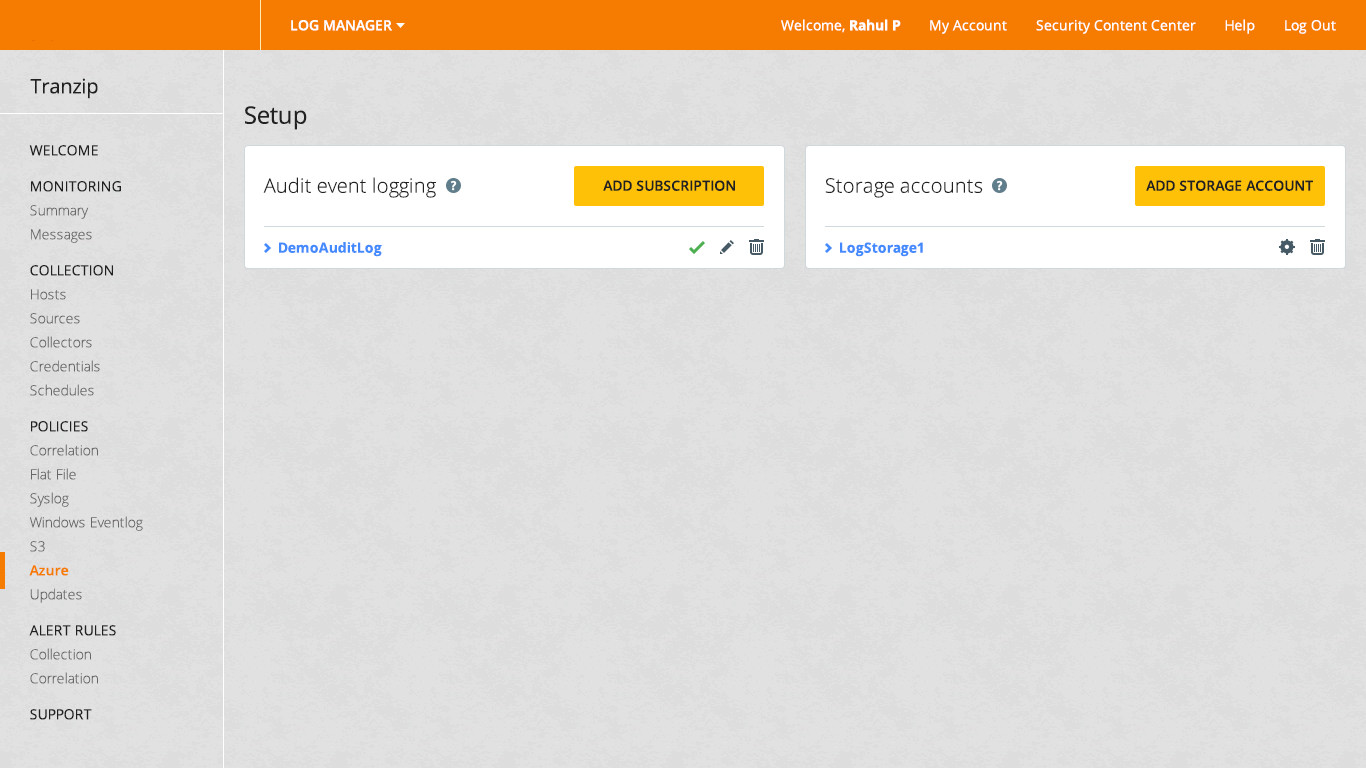 LOG MANAGER
Welcome, Rahul P
My Account
Security Content Center
Help
Log Out
Tranzip
WELCOME
MONITORING
Summary
Messages
COLLECTION
Hosts
Sources
Collectors
Credentials
Schedules
POLICIES
Correlation
Flat File
Syslog
Windows Eventlog
S3
Azure
Updates
ALERT RULES
Collection
Correlation
SUPPORT
Setup
Audit event logging ?
ADD SUBSCRIPTION
DemoAuditLog
Storage accounts ?
ADD STORAGE ACCOUNT
LogStorage1